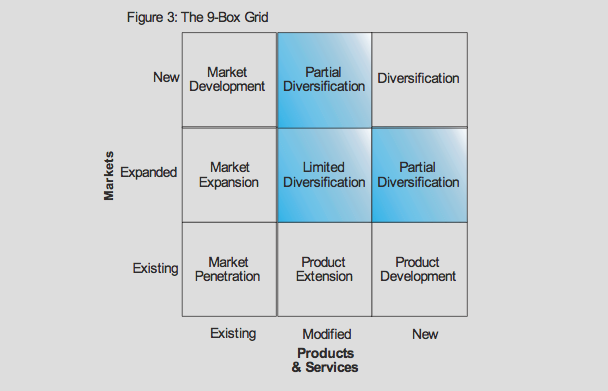 Figure 3: The 9-Box Grid
New
Market
Development
Partial
Diversification
Diversification
Markets
Expanded
Market
Expansion
Limited
Diversification
Partial
Diversification
Existing
Market
Penetration
Product
Extension
Product
Development
Existing
Modified
New
Products
& Services